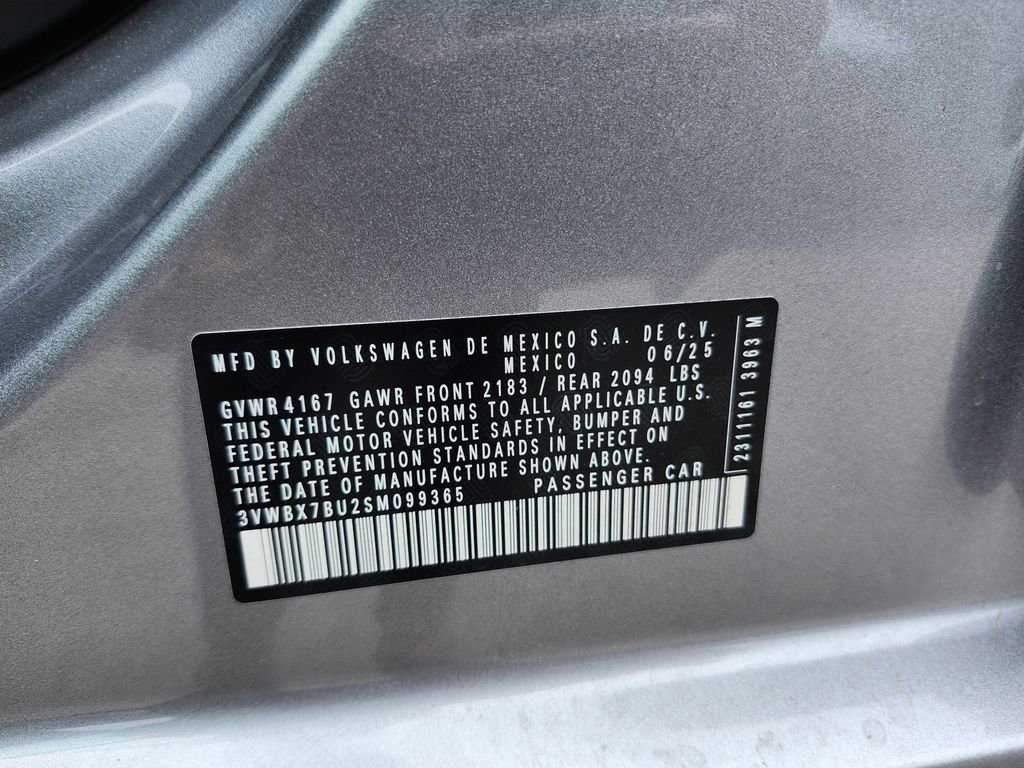 MFD BY VOLKSWAGEN DE MEXICO S.A. DE C.V.
MEXICO 06/25
GVWR 4167 GAWR FRONT 2183 / REAR 2094 LBS
THIS VEHICLE CONFORMS TO ALL APPLICABLE U.S.
FEDERAL MOTOR VEHICLE SAFETY, BUMPER AND
THEFT PREVENTION STANDARDS IN EFFECT ON
THE DATE OF MANUFACTURE SHOWN ABOVE.
3VWBX7BU2SM099365 PASSENGER CAR
2311161 3963 M